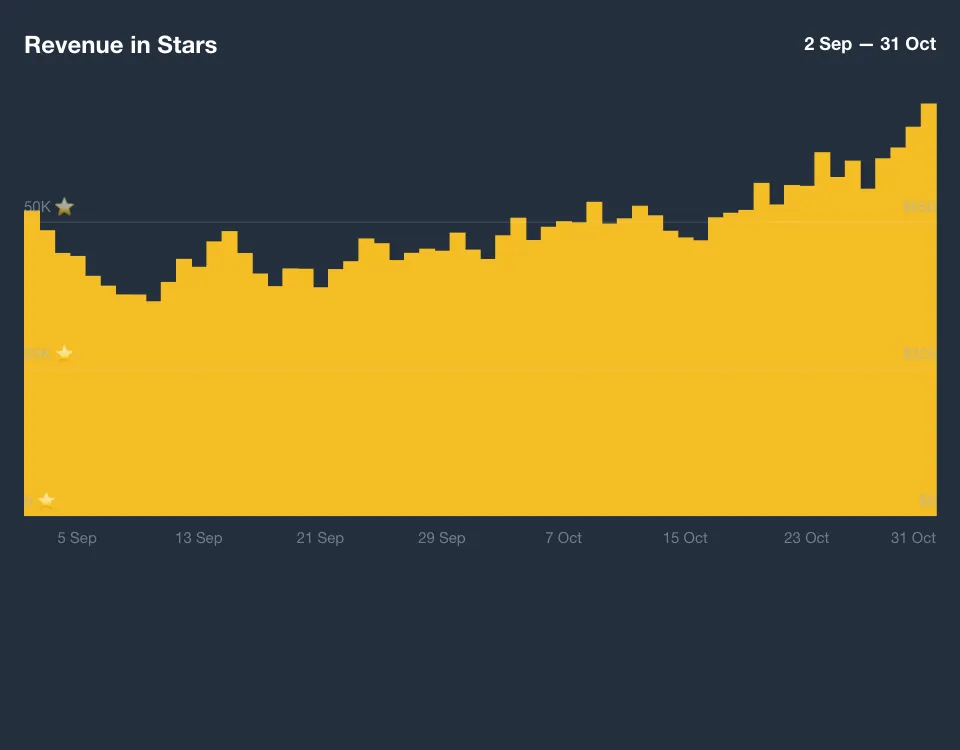 Revenue in Stars
2 Sep — 31 Oct
50K
5 Sep
13 Sep
21 Sep
29 Sep
7 Oct
15 Oct
23 Oct
31 Oct